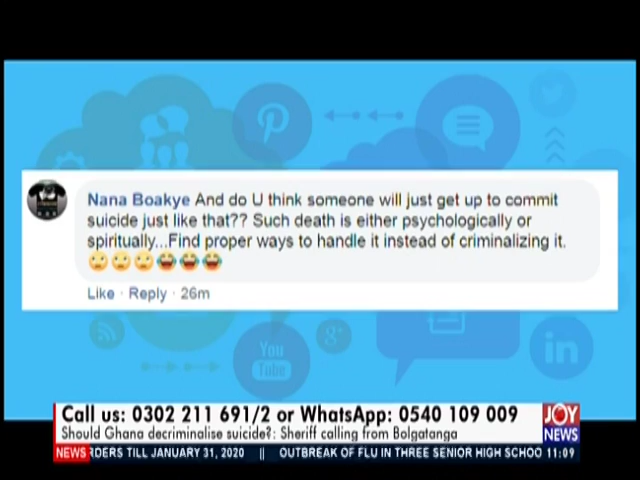 Nana Boakye And do U think someone will just get up to commit
suicide just like that?? Such death is either psychologically or
spiritually...Find proper ways to handle it instead of criminalizing it.
🙄🙄🙄😂😂😂
Like · Reply · 26m
You
Tube
g+
in
Call us: 0302 211 691/2 or WhatsApp: 0540 109 009
Should Ghana decriminalise suicide?: Sheriff calling from Bolgatanga
JOY
NEWS
NEWS RDERS TILL JANUARY 31, 2020 || OUTBREAK OF FLU IN THREE SENIOR HIGH SCHOO 11:09